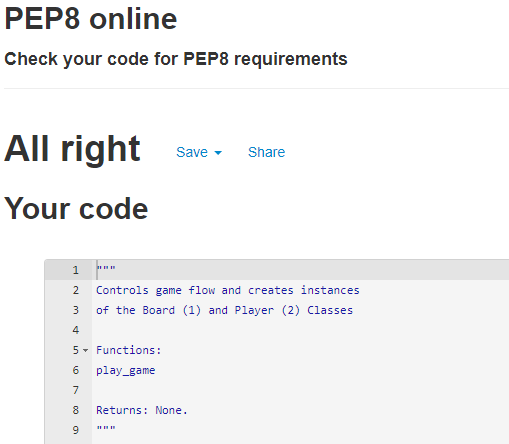 PEP8 online
Check your code for PEP8 requirements
All right Save Share
Your code
1 """
2 Controls game flow and creates instances
3 of the Board (1) and Player (2) Classes
4
5 Functions:
6 play_game
7
8 Returns: None.
9 """